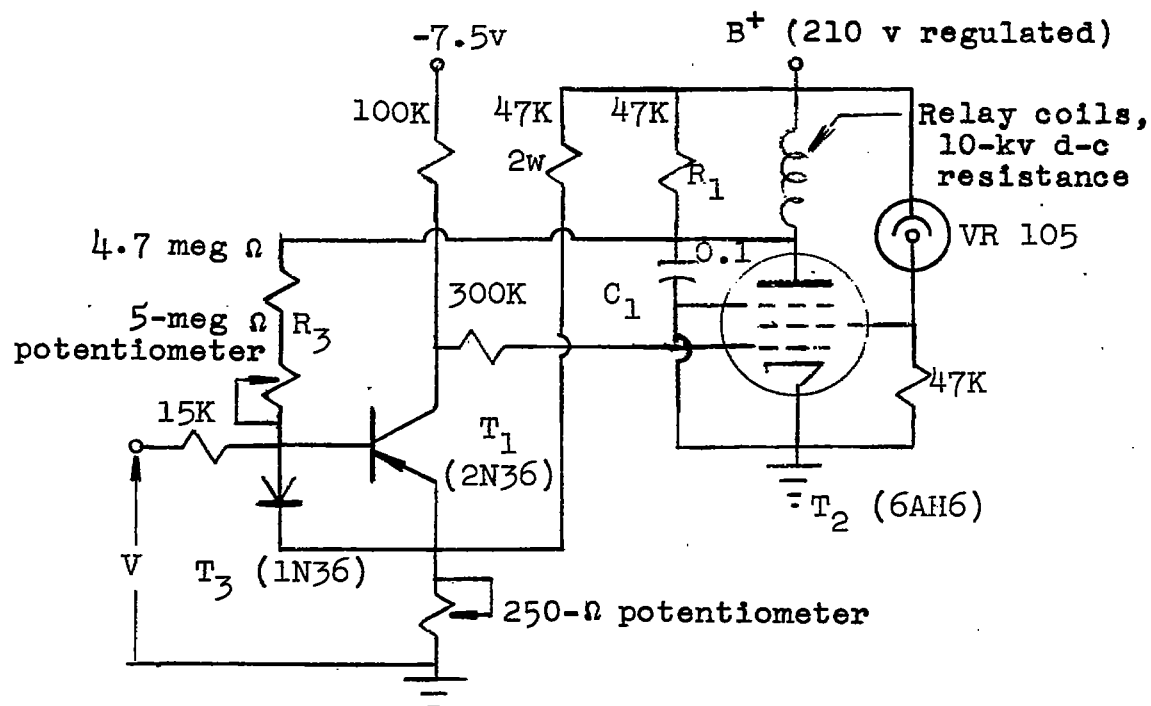 -7.5v
B+ (210 v regulated)
100K
47K
2w
47K
R1
Relay coils,
10-kv d-c
resistance
4.7 meg Ω
0.1
VR 105
300K
C1
5-meg Ω
potentiometer
R3
47K
15K
T1
(2N36)
T2 (6AH6)
V
T3 (1N36)
250-Ω potentiometer